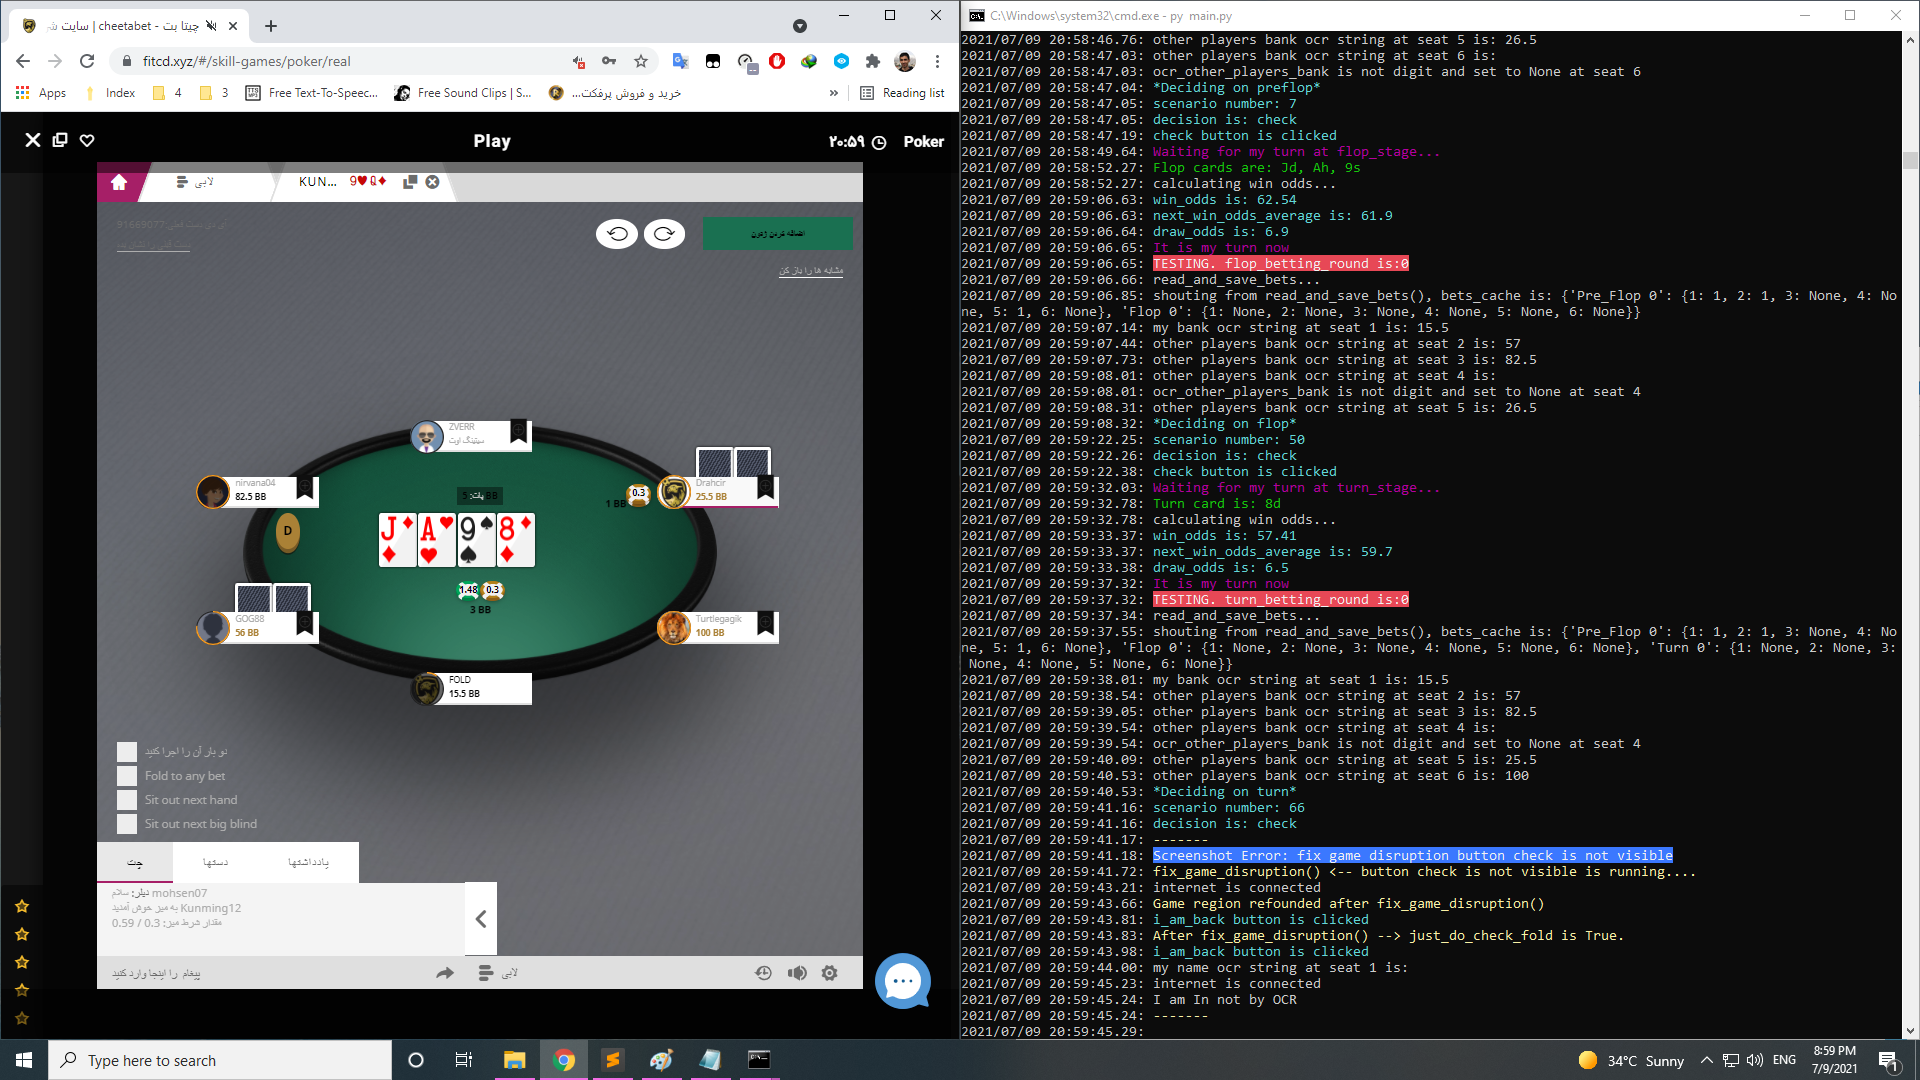 چیتا بت - cheetabet | سایت شر
fitcd.xyz/#/skill-games/poker/real
Apps
Index
4
3
Free Text-To-Speec...
Free Sound Clips | S...
خرید و فروش پرفکت...
»
Reading list
Play
۲۰:۵۹
Poker
لابی
KUN... 9♥ Q♦
91669077
اضافه کردن ژتون
مشابه ها را باز کن
ZVERR
سیتینگ اوت
nirvana04
82.5 BB
Drahcir
25.5 BB
پات: 5 BB
0.3
1 BB
D
J♦ A♥ 9♠ 8♦
1.48 0.3
3 BB
GOG88
56 BB
Turtlegagik
100 BB
FOLD
15.5 BB
دو بار آن را اجرا کنید
Fold to any bet
Sit out next hand
Sit out next big blind
چت
دستها
یادداشتها
دیلر: سلام mohsen07
به میز خوش آمدید Kunming12
مقدار شرط میز: 0.3 / 0.59
پیغام را اینجا وارد کنید
لابی
C:\Windows\system32\cmd.exe - py main.py
2021/07/09 20:58:46.76: other players bank ocr string at seat 5 is: 26.5
2021/07/09 20:58:47.03: other players bank ocr string at seat 6 is:
2021/07/09 20:58:47.03: ocr_other_players_bank is not digit and set to None at seat 6
2021/07/09 20:58:47.04: *Deciding on preflop*
2021/07/09 20:58:47.05: scenario number: 7
2021/07/09 20:58:47.05: decision is: check
2021/07/09 20:58:47.19: check button is clicked
2021/07/09 20:58:49.64: Waiting for my turn at flop_stage...
2021/07/09 20:58:52.27: Flop cards are: Jd, Ah, 9s
2021/07/09 20:58:52.27: calculating win odds...
2021/07/09 20:59:06.63: win_odds is: 62.54
2021/07/09 20:59:06.63: next_win_odds_average is: 61.9
2021/07/09 20:59:06.64: draw_odds is: 6.9
2021/07/09 20:59:06.65: It is my turn now
2021/07/09 20:59:06.65: TESTING. flop_betting_round is:0
2021/07/09 20:59:06.66: read_and_save_bets...
2021/07/09 20:59:06.85: shouting from read_and_save_bets(), bets_cache is: {'Pre_Flop 0': {1: 1, 2: 1, 3: None, 4: No
ne, 5: 1, 6: None}, 'Flop 0': {1: None, 2: None, 3: None, 4: None, 5: None, 6: None}}
2021/07/09 20:59:07.14: my bank ocr string at seat 1 is: 15.5
2021/07/09 20:59:07.44: other players bank ocr string at seat 2 is: 57
2021/07/09 20:59:07.73: other players bank ocr string at seat 3 is: 82.5
2021/07/09 20:59:08.01: other players bank ocr string at seat 4 is:
2021/07/09 20:59:08.01: ocr_other_players_bank is not digit and set to None at seat 4
2021/07/09 20:59:08.31: other players bank ocr string at seat 5 is: 26.5
2021/07/09 20:59:08.32: *Deciding on flop*
2021/07/09 20:59:22.25: scenario number: 50
2021/07/09 20:59:22.26: decision is: check
2021/07/09 20:59:22.38: check button is clicked
2021/07/09 20:59:32.03: Waiting for my turn at turn_stage...
2021/07/09 20:59:32.78: Turn card is: 8d
2021/07/09 20:59:32.78: calculating win odds...
2021/07/09 20:59:33.37: win_odds is: 57.41
2021/07/09 20:59:33.37: next_win_odds_average is: 59.7
2021/07/09 20:59:33.38: draw_odds is: 6.5
2021/07/09 20:59:37.32: It is my turn now
2021/07/09 20:59:37.32: TESTING. turn_betting_round is:0
2021/07/09 20:59:37.34: read_and_save_bets...
2021/07/09 20:59:37.55: shouting from read_and_save_bets(), bets_cache is: {'Pre_Flop 0': {1: 1, 2: 1, 3: None, 4: No
ne, 5: 1, 6: None}, 'Flop 0': {1: None, 2: None, 3: None, 4: None, 5: None, 6: None}, 'Turn 0': {1: None, 2: None, 3:
None, 4: None, 5: None, 6: None}}
2021/07/09 20:59:38.01: my bank ocr string at seat 1 is: 15.5
2021/07/09 20:59:38.54: other players bank ocr string at seat 2 is: 57
2021/07/09 20:59:39.05: other players bank ocr string at seat 3 is: 82.5
2021/07/09 20:59:39.54: other players bank ocr string at seat 4 is:
2021/07/09 20:59:39.54: ocr_other_players_bank is not digit and set to None at seat 4
2021/07/09 20:59:40.09: other players bank ocr string at seat 5 is: 25.5
2021/07/09 20:59:40.53: other players bank ocr string at seat 6 is: 100
2021/07/09 20:59:40.53: *Deciding on turn*
2021/07/09 20:59:41.16: scenario number: 66
2021/07/09 20:59:41.16: decision is: check
2021/07/09 20:59:41.17: -------
2021/07/09 20:59:41.18: Screenshot Error: fix game disruption button check is not visible
2021/07/09 20:59:41.72: fix_game_disruption() <-- button check is not visible is running....
2021/07/09 20:59:43.21: internet is connected
2021/07/09 20:59:43.66: Game region refounded after fix_game_disruption()
2021/07/09 20:59:43.81: i_am_back button is clicked
2021/07/09 20:59:43.83: After fix_game_disruption() --> just_do_check_fold is True.
2021/07/09 20:59:43.98: i_am_back button is clicked
2021/07/09 20:59:44.00: my name ocr string at seat 1 is:
2021/07/09 20:59:45.23: internet is connected
2021/07/09 20:59:45.24: I am In not by OCR
2021/07/09 20:59:45.24: -------
2021/07/09 20:59:45.29:
Type here to search
34°C Sunny
ENG
8:59 PM
7/9/2021
1